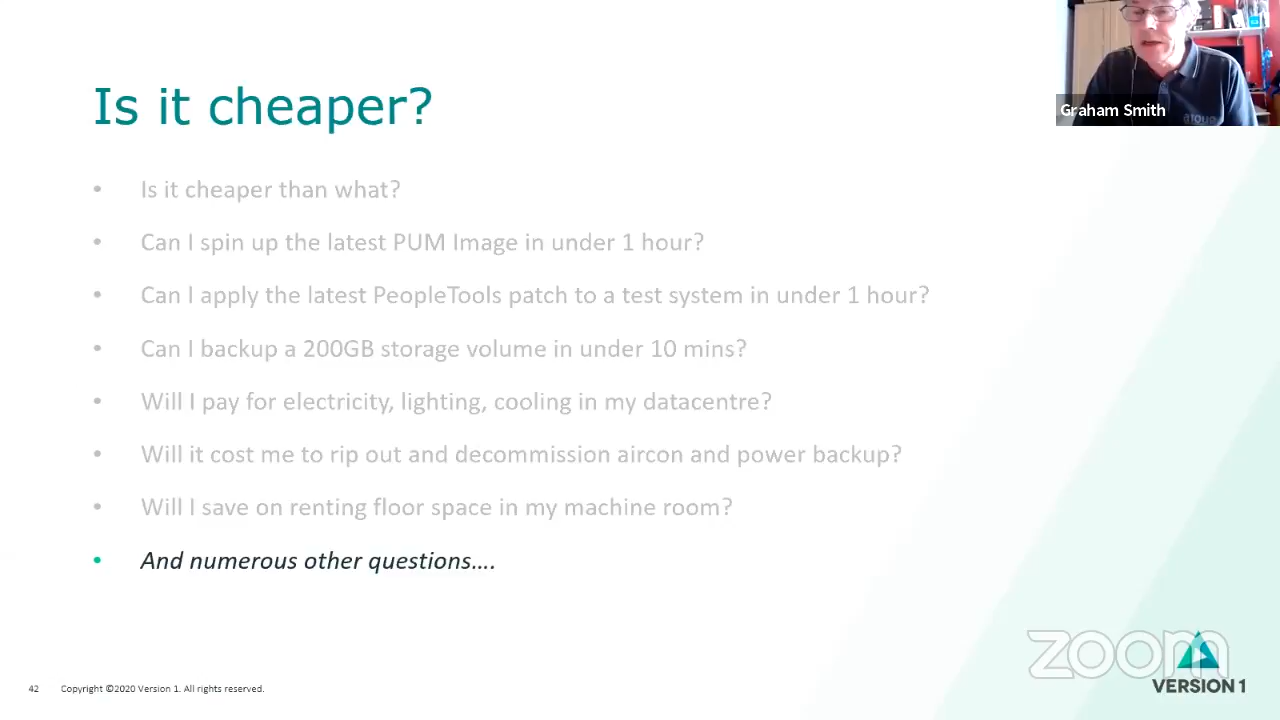 Is it cheaper?
Graham Smith
• Is it cheaper than what?
• Can I spin up the latest PUM Image in under 1 hour?
• Can I apply the latest PeopleTools patch to a test system in under 1 hour?
• Can I backup a 200GB storage volume in under 10 mins?
• Will I pay for electricity, lighting, cooling in my datacentre?
• Will it cost me to rip out and decommission aircon and power backup?
• Will I save on renting floor space in my machine room?
• And numerous other questions....
zoom
VERSION 1
42 Copyright ©2020 Version 1. All rights reserved.